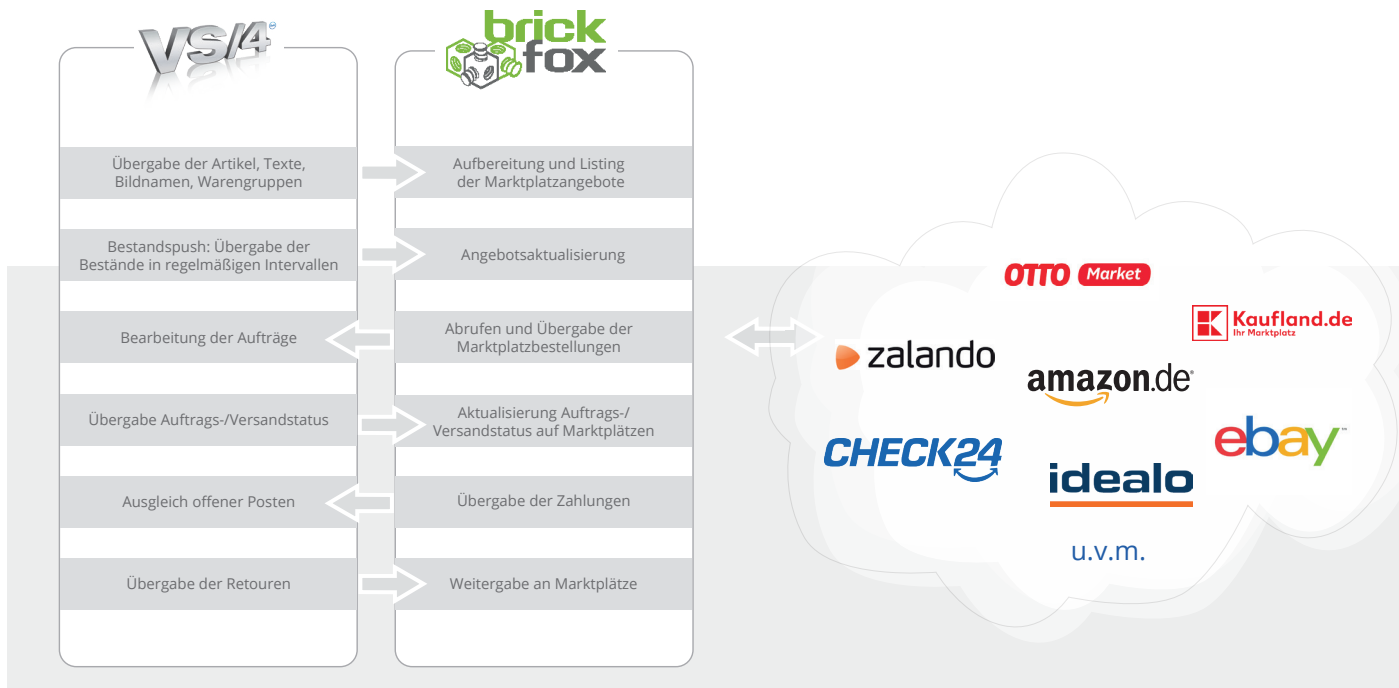 VS/4
brick
fox
Übergabe der Artikel, Texte,
Bildnamen, Warengruppen
Aufbereitung und Listing
der Marktplatzangebote
Bestandspush: Übergabe der
Bestände in regelmäßigen Intervallen
Angebotsaktualisierung
Bearbeitung der Aufträge
Abrufen und Übergabe der
Marktplatzbestellungen
Übergabe Auftrags-/Versandstatus
Aktualisierung Auftrags-/
Versandstatus auf Marktplätzen
Ausgleich offener Posten
Übergabe der Zahlungen
Übergabe der Retouren
Weitergabe an Marktplätze
OTTO Market
Kaufland.de
Ihr Marktplatz
zalando
amazon.de
CHECK24
ebay
idealo
u.v.m.